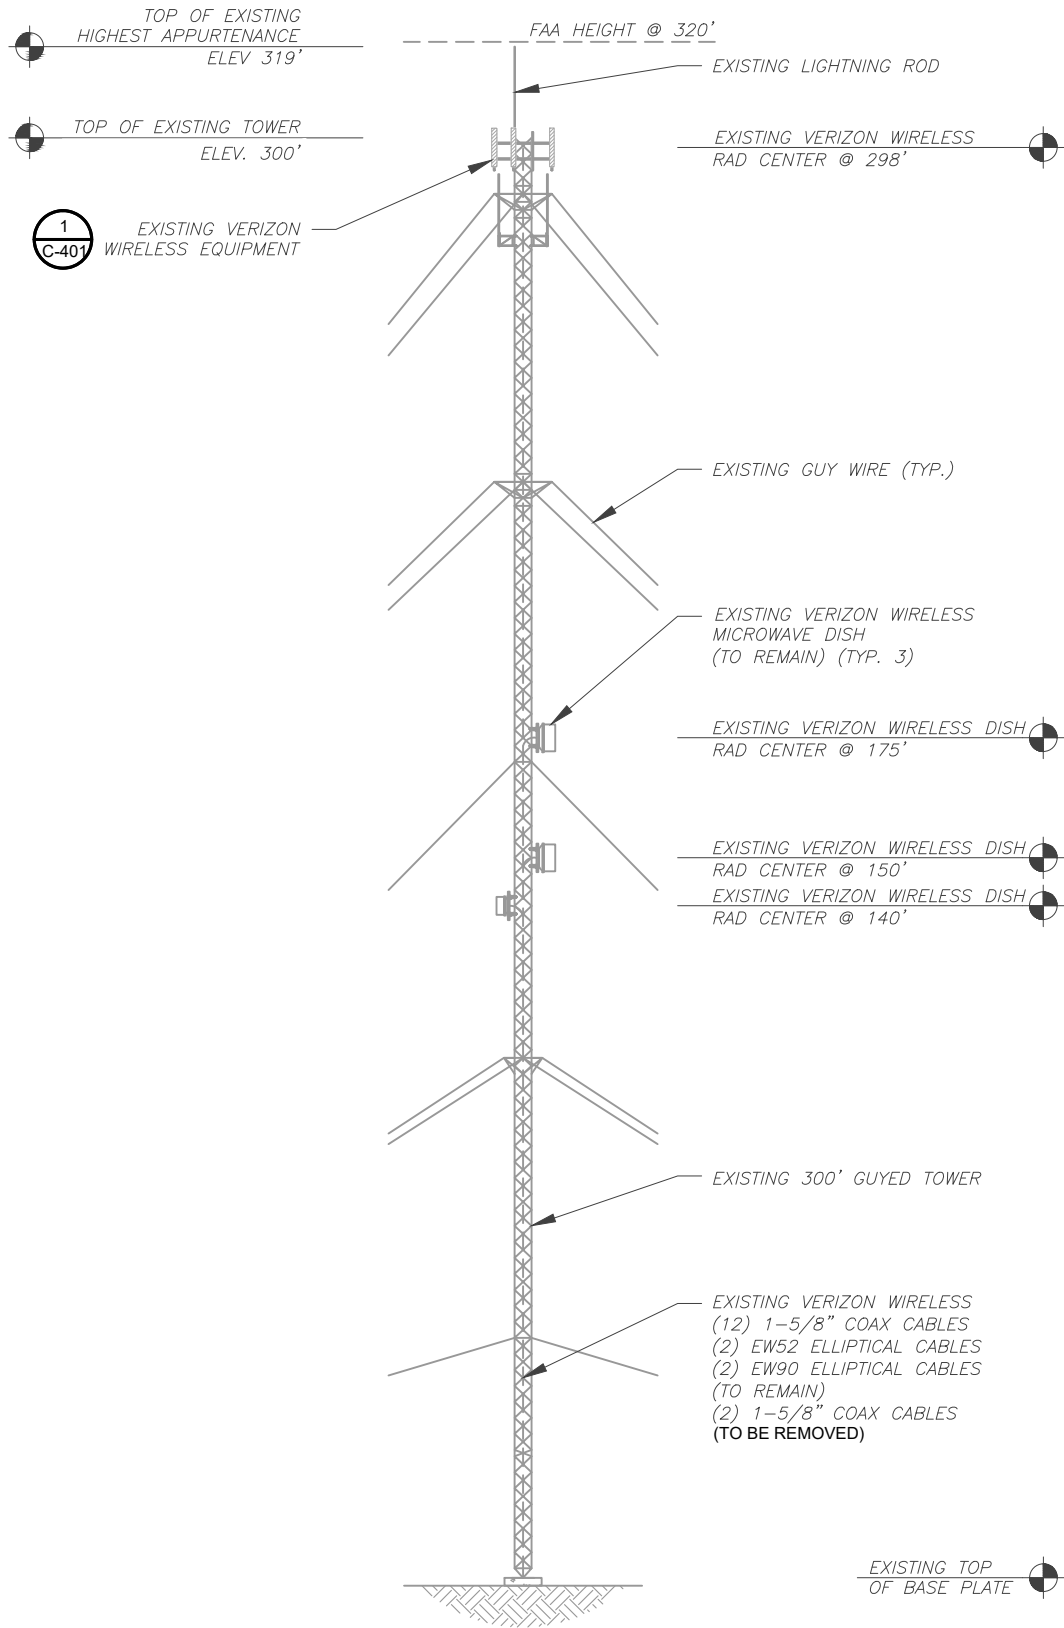 TOP OF EXISTING
HIGHEST APPURTENANCE
ELEV 319'
FAA HEIGHT @ 320'
EXISTING LIGHTNING ROD
TOP OF EXISTING TOWER
ELEV. 300'
EXISTING VERIZON WIRELESS
RAD CENTER @ 298'
1
C-401
EXISTING VERIZON
WIRELESS EQUIPMENT
EXISTING GUY WIRE (TYP.)
EXISTING VERIZON WIRELESS
MICROWAVE DISH
(TO REMAIN) (TYP. 3)
EXISTING VERIZON WIRELESS DISH
RAD CENTER @ 175'
EXISTING VERIZON WIRELESS DISH
RAD CENTER @ 150'
EXISTING VERIZON WIRELESS DISH
RAD CENTER @ 140'
EXISTING 300' GUYED TOWER
EXISTING VERIZON WIRELESS
(12) 1-5/8" COAX CABLES
(2) EW52 ELLIPTICAL CABLES
(2) EW90 ELLIPTICAL CABLES
(TO REMAIN)
(2) 1-5/8" COAX CABLES
(TO BE REMOVED)
EXISTING TOP
OF BASE PLATE